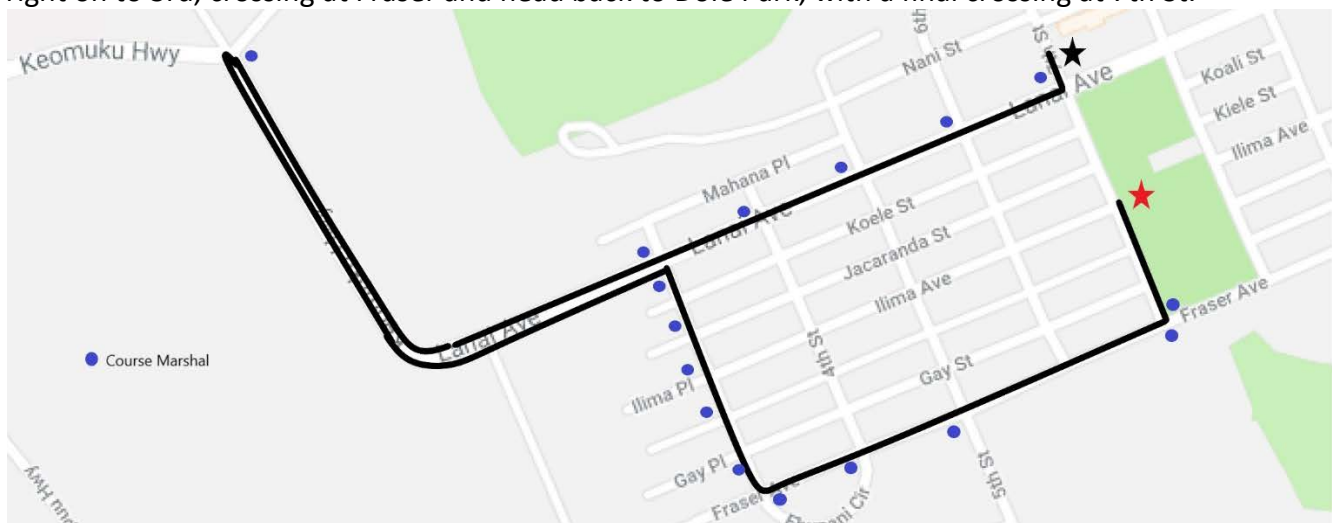 right on to 3rd, crossing at Fraser and head back to Dole Park, with a final crossing at 7th St.
Keomuku Hwy
6th
St
Nani St
Lanai Ave
Koali St
Kiele St
Ilima Ave
Mahana Pl
Lanai Ave
Koele St
Jacaranda St
Ilima Ave
Lanai Ave
Fraser Ave
Course Marshal
4th St
Gay St
Ilima Pl
Gay Pl
5th St
Fraser
Cir
Hwy